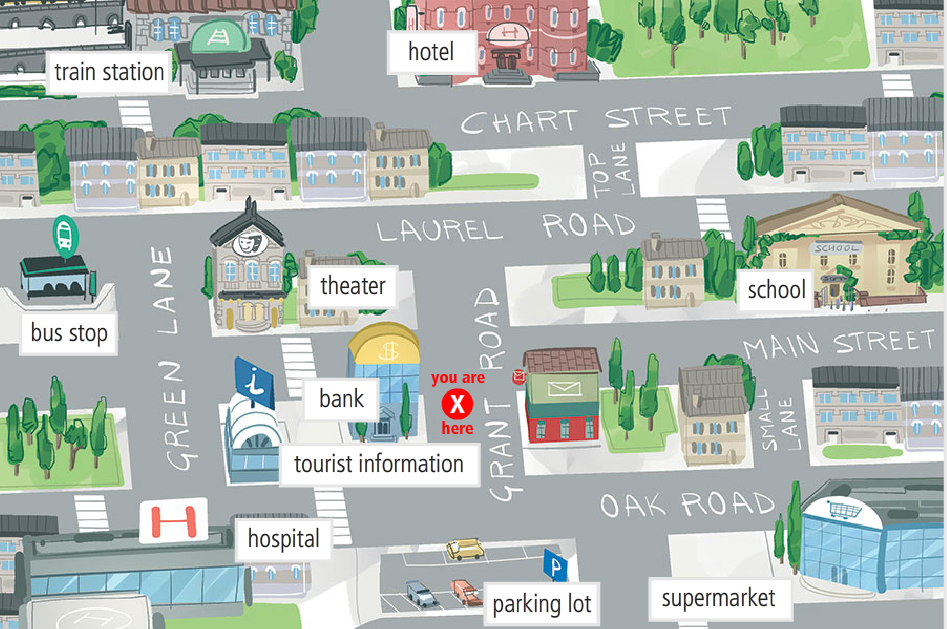 train station
hotel
H
CHART STREET
TOP
LANE
LAUREL ROAD
SCHOOL
school
theater
bus stop
GREEN LANE
GRANT ROAD
MAIN STREET
$
i
bank
you are
X
here
SMALL
LANE
tourist information
OAK ROAD
H
hospital
P
parking lot
supermarket